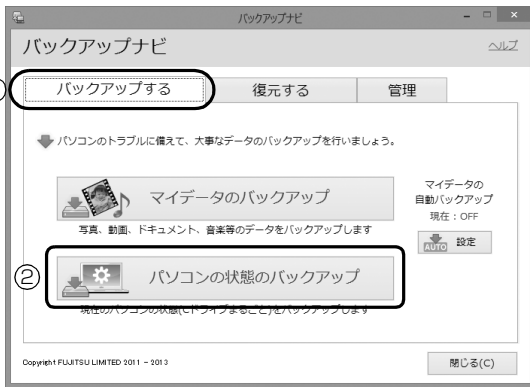 バックアップナビ
バックアップナビ
ヘルプ
バックアップする
復元する
管理
パソコンのトラブルに備えて、大事なデータのバックアップを行いましょう。
マイデータのバックアップ
写真、動画、ドキュメント、音楽等のデータをバックアップします
マイデータの
自動バックアップ
現在：OFF
AUTO 設定
② パソコンの状態のバックアップ
現在のパソコンの状態(Cドライブまるごと)をバックアップします
Copyright FUJITSU LIMITED 2011 - 2013
閉じる(C)